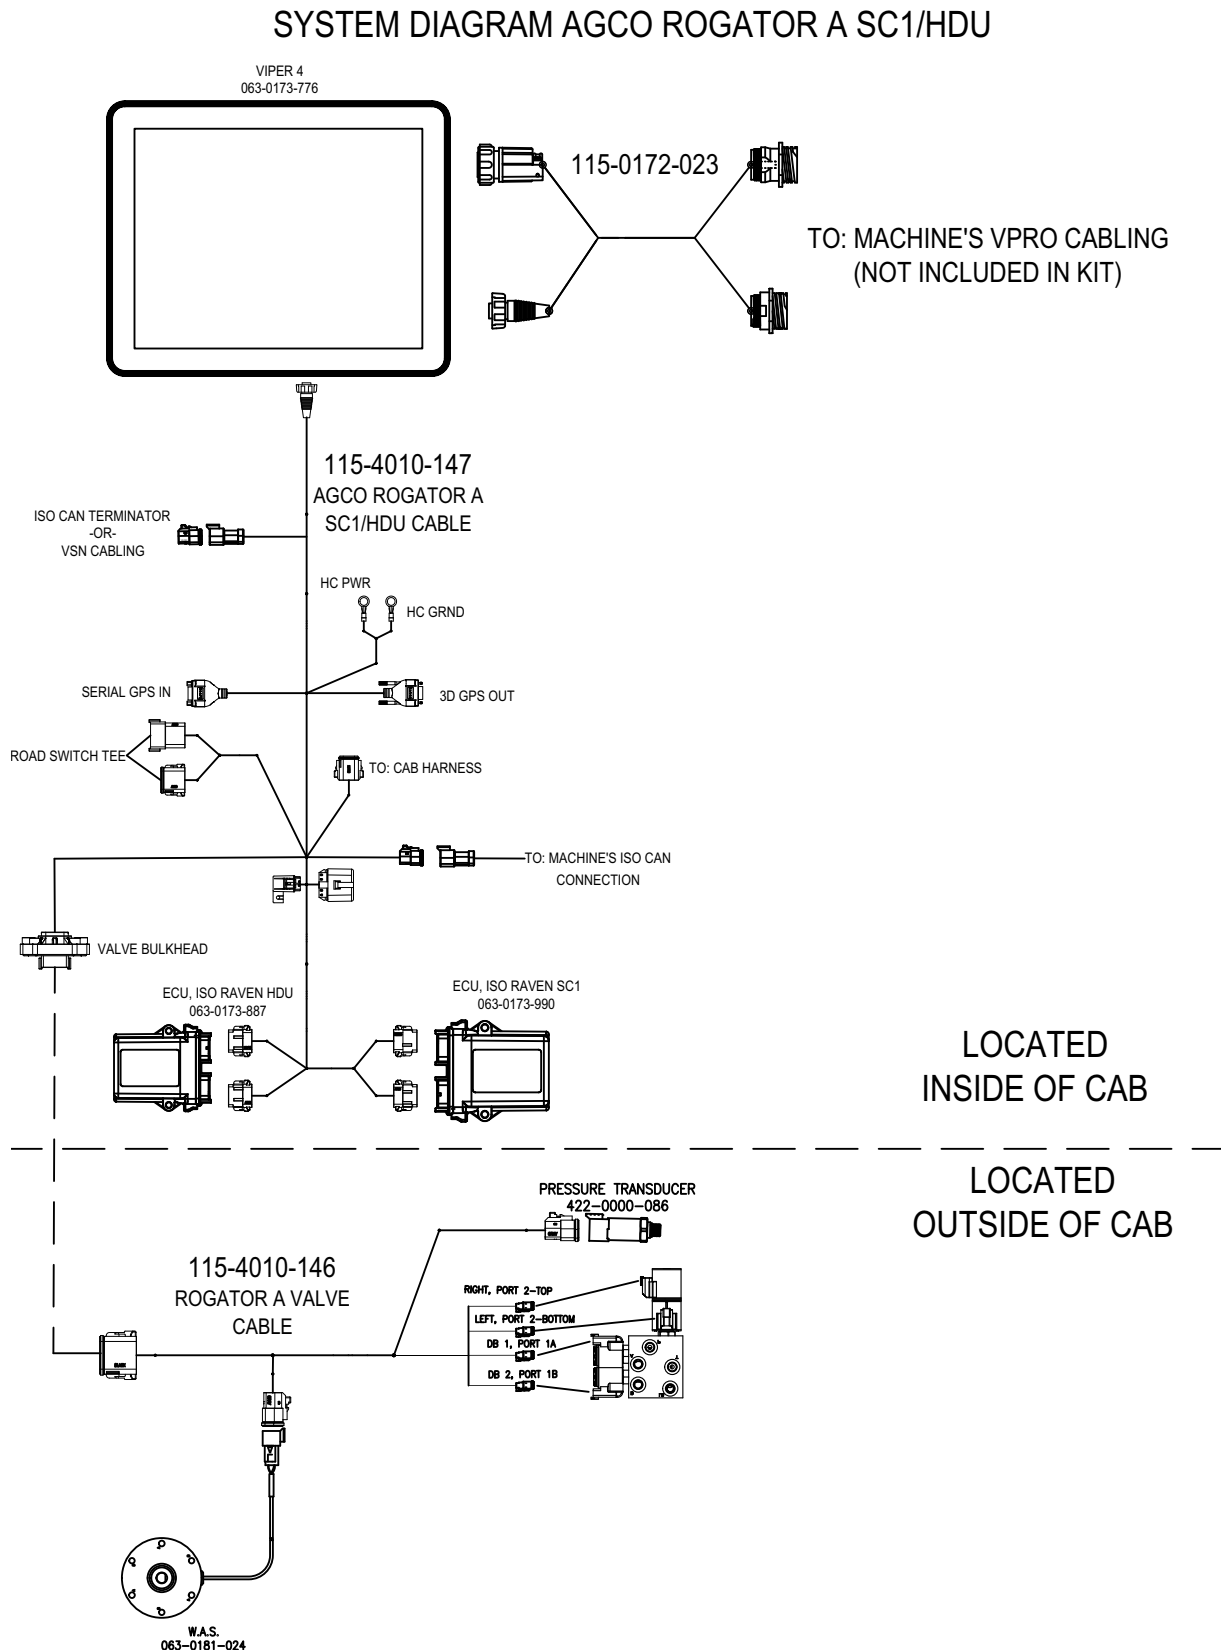 SYSTEM DIAGRAM AGCO ROGATOR A SC1/HDU
VIPER 4
063-0173-776
115-0172-023
TO: MACHINE'S VPRO CABLING
(NOT INCLUDED IN KIT)
115-4010-147
AGCO ROGATOR A
SC1/HDU CABLE
ISO CAN TERMINATOR
-OR-
VSN CABLING
HC PWR
HC GRND
SERIAL GPS IN
3D GPS OUT
ROAD SWITCH TEE
TO: CAB HARNESS
TO: MACHINE'S ISO CAN
CONNECTION
VALVE BULKHEAD
ECU, ISO RAVEN HDU
063-0173-887
ECU, ISO RAVEN SC1
063-0173-990
LOCATED
INSIDE OF CAB
LOCATED
OUTSIDE OF CAB
PRESSURE TRANSDUCER
422-0000-086
115-4010-146
ROGATOR A VALVE
CABLE
RIGHT, PORT 2-TOP
LEFT, PORT 2-BOTTOM
DB 1, PORT 1A
DB 2, PORT 1B
W.A.S.
063-0181-024